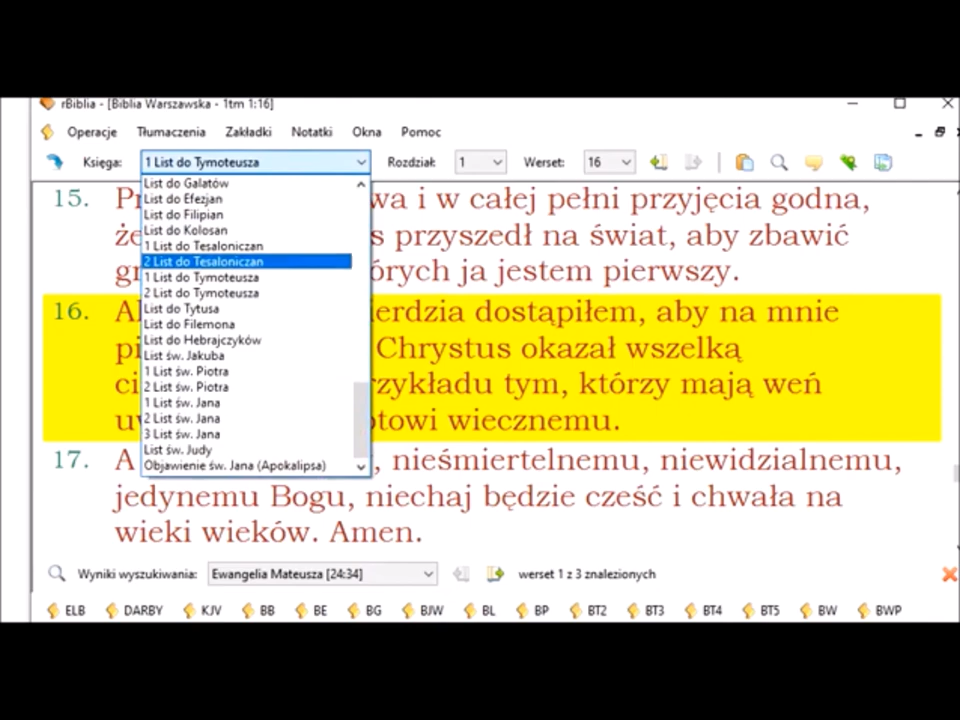 rBiblia - [Biblia Warszawska - 1tm 1:16]
Operacje Tłumaczenia Zakładki Notatki Okna Pomoc
Księga: 1 List do Tymoteusza Rozdział: 1 Werset: 16
List do Galatów
List do Efezjan
List do Filipian
List do Kolosan
1 List do Tesaloniczan
2 List do Tesaloniczan
1 List do Tymoteusza
2 List do Tymoteusza
List do Tytusa
List do Filemona
List do Hebrajczyków
List św. Jakuba
1 List św. Piotra
2 List św. Piotra
1 List św. Jana
2 List św. Jana
3 List św. Jana
List św. Judy
Objawienie św. Jana (Apokalipsa)
15. i w całej pełni przyjęcia godna,
przyszedł na świat, aby zbawić
ja jestem pierwszy.
16. dostąpiłem, aby na mnie
Chrystus okazał wszelką
tym, którzy mają weń
wiecznemu.
17. A nieśmiertelnemu, niewidzialnemu,
jedynemu Bogu, niechaj będzie cześć i chwała na
wieki wieków. Amen.
Wyniki wyszukiwania: Ewangelia Mateusza [24:34] werset 1 z 3 znalezionych
ELB DARBY KJV BB BE BG BJW BL BP BT2 BT3 BT4 BT5 BW BWP